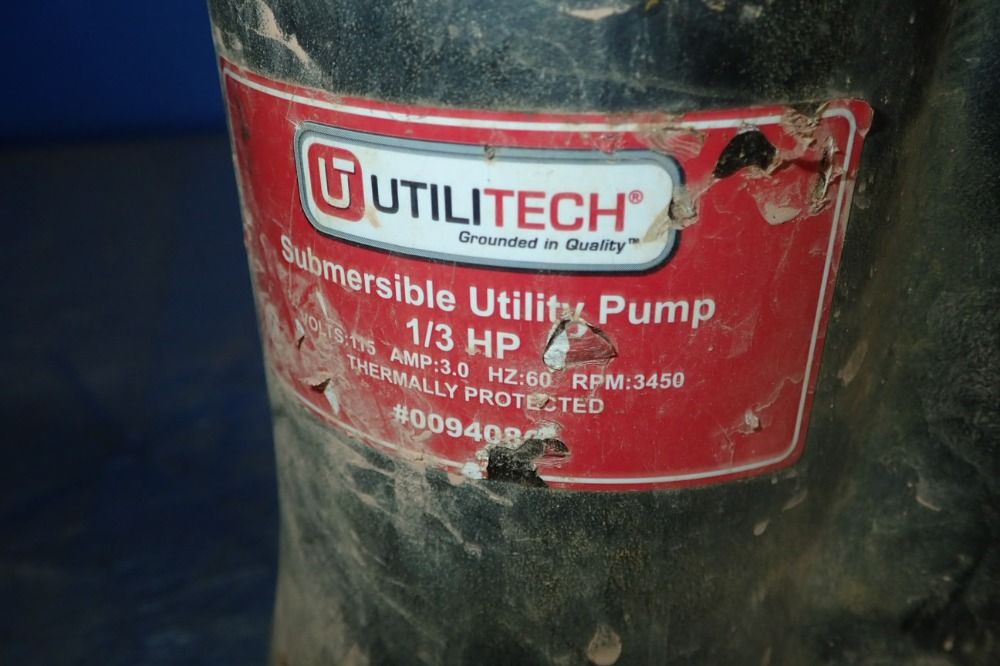 UT UTILITECH®
Grounded in Quality™
Submersible Utility Pump
1/3 HP
VOLTS:115 AMP:3.0 HZ:60 RPM:3450
THERMALLY PROTECTED